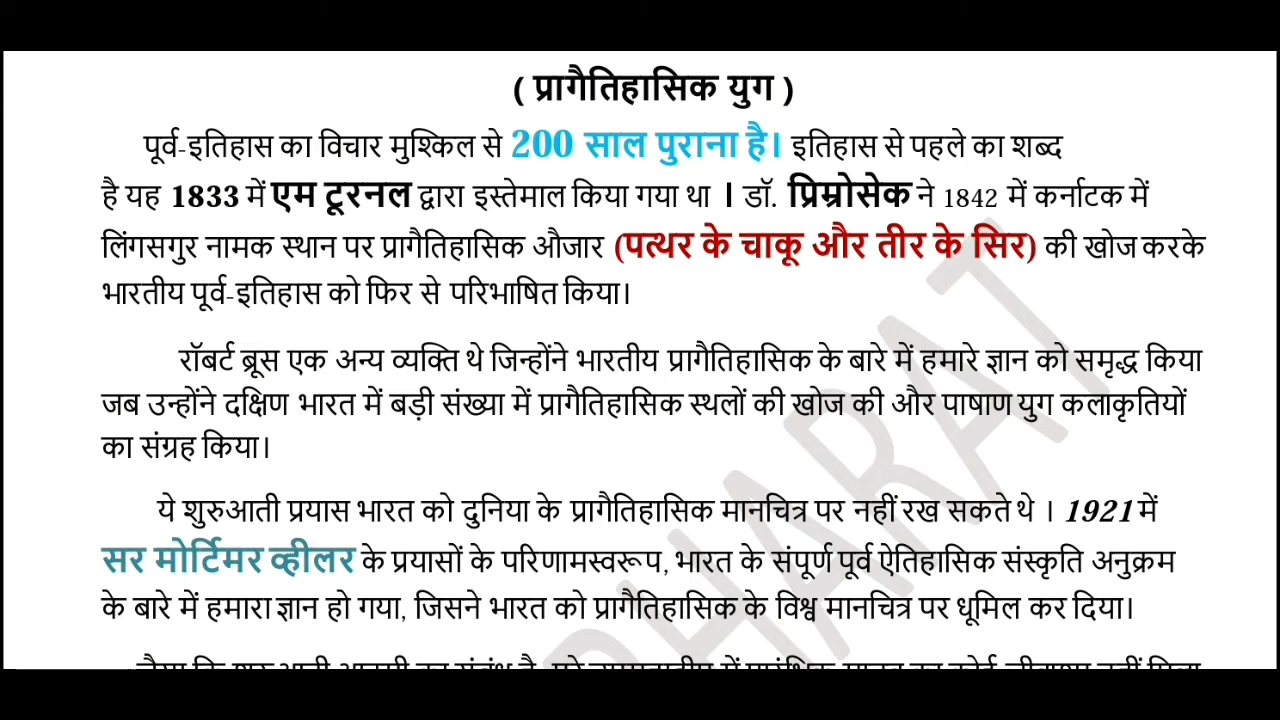 ( प्रागैतिहासिक युग )
पूर्व-इतिहास का विचार मुश्किल से 200 साल पुराना है। इतिहास से पहले का शब्द
है यह 1833 में एम टूरनल द्वारा इस्तेमाल किया गया था । डॉ. प्रिम्रोसेक ने 1842 में कर्नाटक में
लिंगसगुर नामक स्थान पर प्रागैतिहासिक औजार (पत्थर के चाकू और तीर के सिर) की खोज करके
भारतीय पूर्व-इतिहास को फिर से परिभाषित किया।
रॉबर्ट ब्रूस एक अन्य व्यक्ति थे जिन्होंने भारतीय प्रागैतिहासिक के बारे में हमारे ज्ञान को समृद्ध किया
जब उन्होंने दक्षिण भारत में बड़ी संख्या में प्रागैतिहासिक स्थलों की खोज की और पाषाण युग कलाकृतियों
का संग्रह किया।
ये शुरुआती प्रयास भारत को दुनिया के प्रागैतिहासिक मानचित्र पर नहीं रख सकते थे । 1921 में
सर मोर्टिमर व्हीलर के प्रयासों के परिणामस्वरूप, भारत के संपूर्ण पूर्व ऐतिहासिक संस्कृति अनुक्रम
के बारे में हमारा ज्ञान हो गया, जिसने भारत को प्रागैतिहासिक के विश्व मानचित्र पर धूमिल कर दिया।
BHARAT